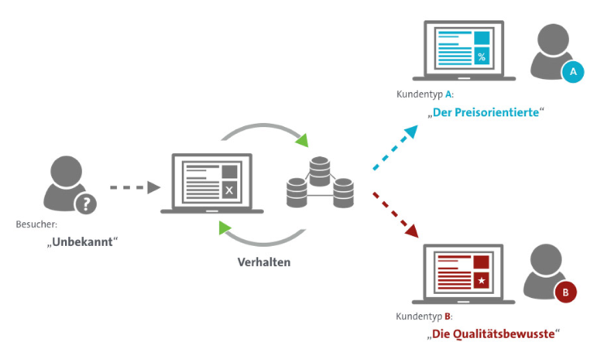 ?
Besucher:
„Unbekannt“
X
Verhalten
%
A
Kundentyp A:
„Der Preisorientierte“
B
Kundentyp B:
„Die Qualitätsbewusste“